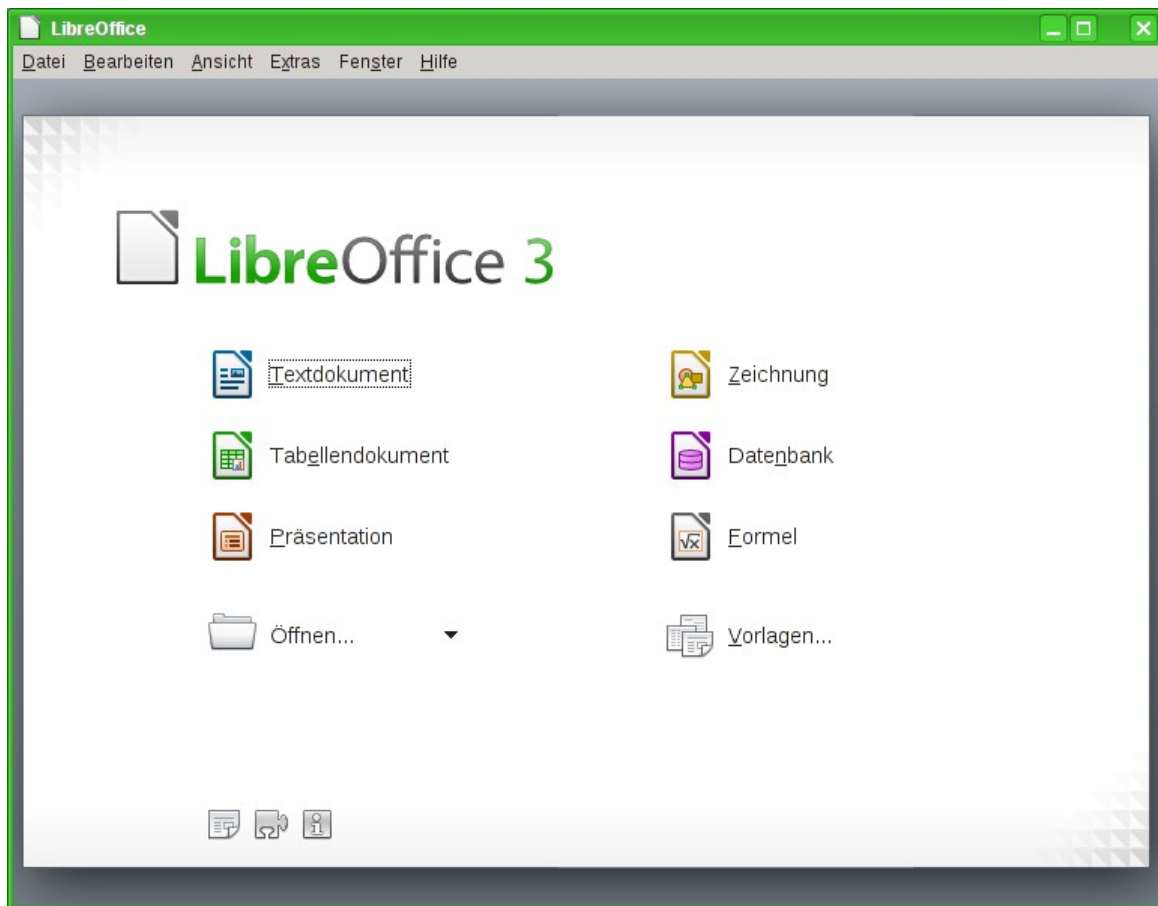 LibreOffice
Datei Bearbeiten Ansicht Extras Fenster Hilfe
LibreOffice 3
Textdokument
Zeichnung
Tabellendokument
Datenbank
Präsentation
Formel
Öffnen...
Vorlagen...